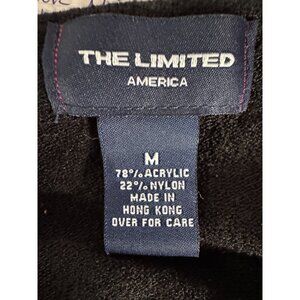 THE LIMITED
AMERICA
M
78% ACRYLIC
22% NYLON
MADE IN
HONG KONG
OVER FOR CARE